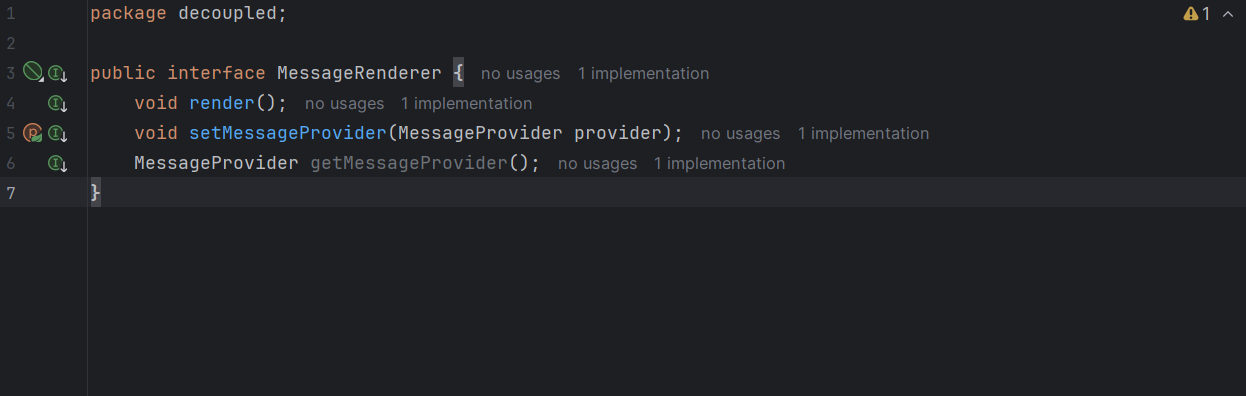 1 package decoupled; 1
2
3 public interface MessageRenderer { no usages 1 implementation
4 void render(); no usages 1 implementation
5 void setMessageProvider(MessageProvider provider); no usages 1 implementation
6 MessageProvider getMessageProvider(); no usages 1 implementation
7 }